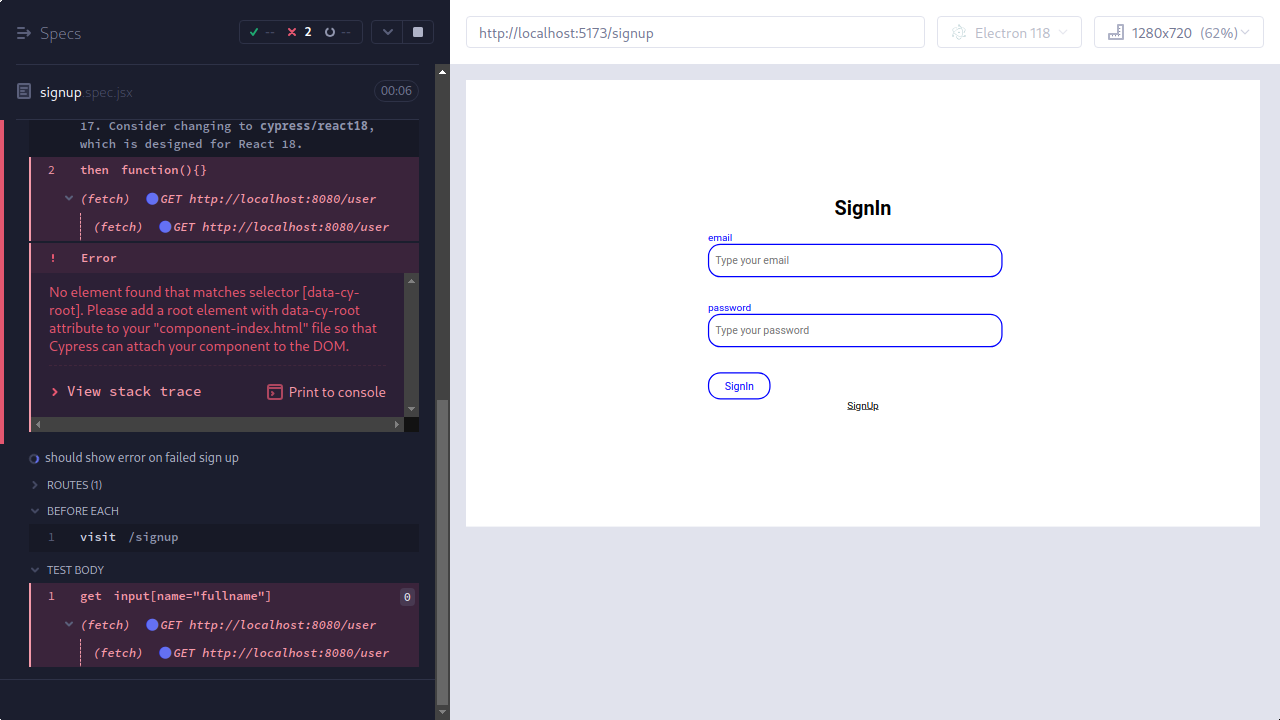 Specs
-- 2 --
signup.spec.jsx
00:06
17. Consider changing to cypress/react18,
which is designed for React 18.
2 then function(){}
(fetch) GET http://localhost:8080/user
(fetch) GET http://localhost:8080/user
! Error
No element found that matches selector [data-cy-
root]. Please add a root element with data-cy-root
attribute to your "component-index.html" file so that
Cypress can attach your component to the DOM.
View stack trace
Print to console
should show error on failed sign up
ROUTES (1)
BEFORE EACH
1 visit /signup
TEST BODY
1 get input[name="fullname"] 0
(fetch) GET http://localhost:8080/user
(fetch) GET http://localhost:8080/user
http://localhost:5173/signup
Electron 118
1280x720 (62%)
SignIn
email
Type your email
password
Type your password
SignIn
SignUp